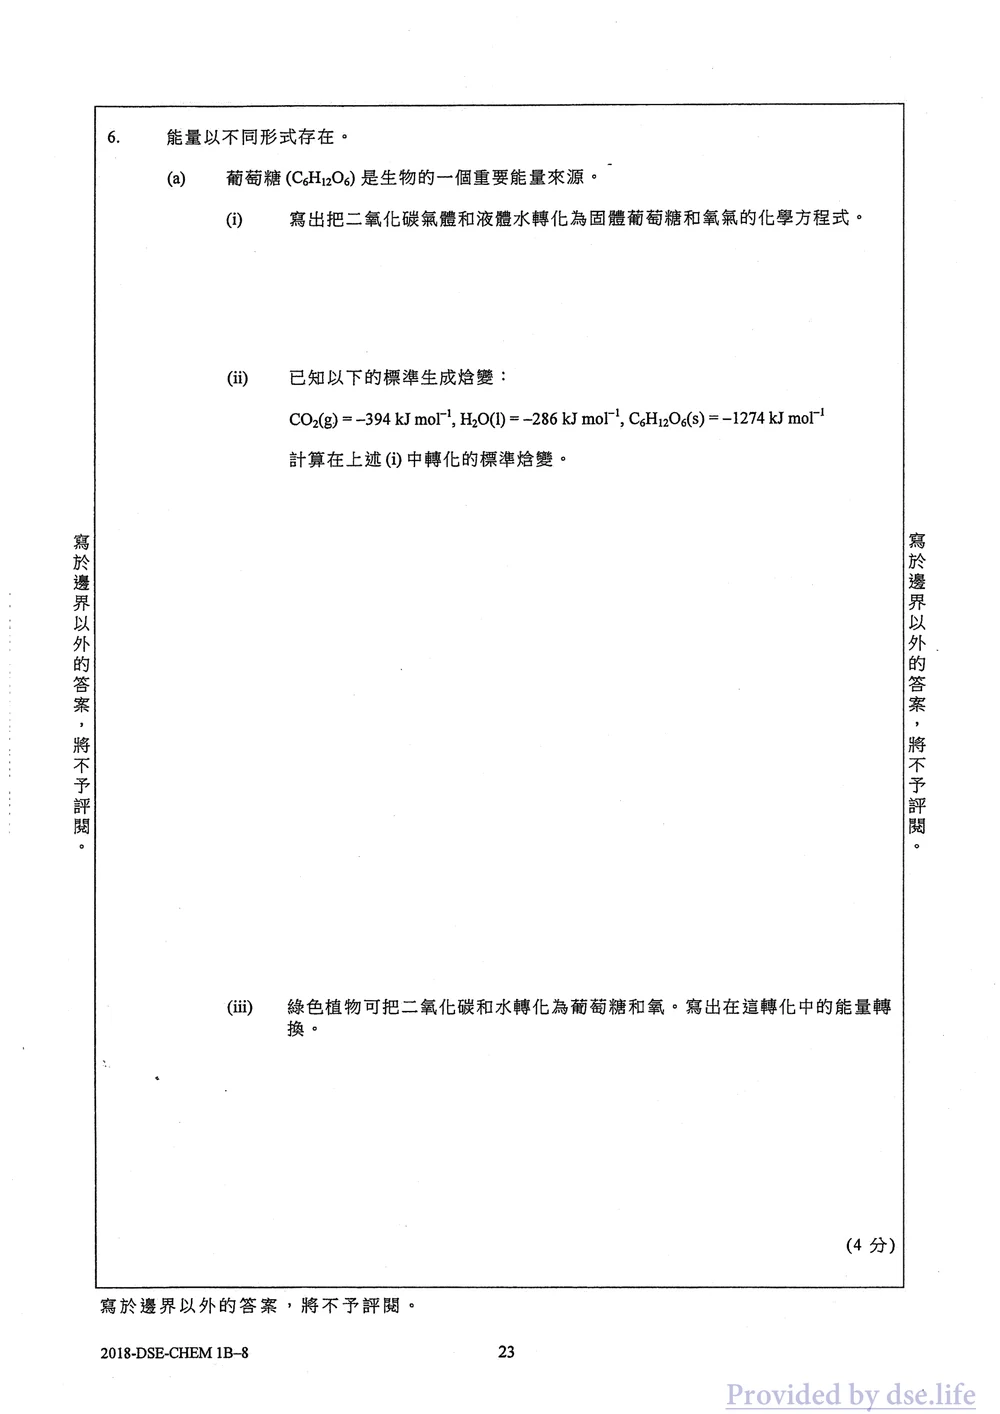 6. 能量以不同形式存在。
(a) 葡萄糖 (C₆H₁₂O₆) 是生物的一個重要能量來源。
(i) 寫出把二氧化碳氣體和液體水轉化為固體葡萄糖和氧氣的化學方程式。
(ii) 已知以下的標準生成焓變：
CO₂(g) = –394 kJ mol⁻¹, H₂O(l) = –286 kJ mol⁻¹, C₆H₁₂O₆(s) = –1274 kJ mol⁻¹
計算在上述 (i) 中轉化的標準焓變。
寫於邊界以外的答案，將不予評閱。
寫於邊界以外的答案，將不予評閱。
(iii) 綠色植物可把二氧化碳和水轉化為葡萄糖和氧。寫出在這轉化中的能量轉
換。
(4 分)
寫於邊界以外的答案，將不予評閱。
2018-DSE-CHEM 1B–8
23
Provided by dse.life